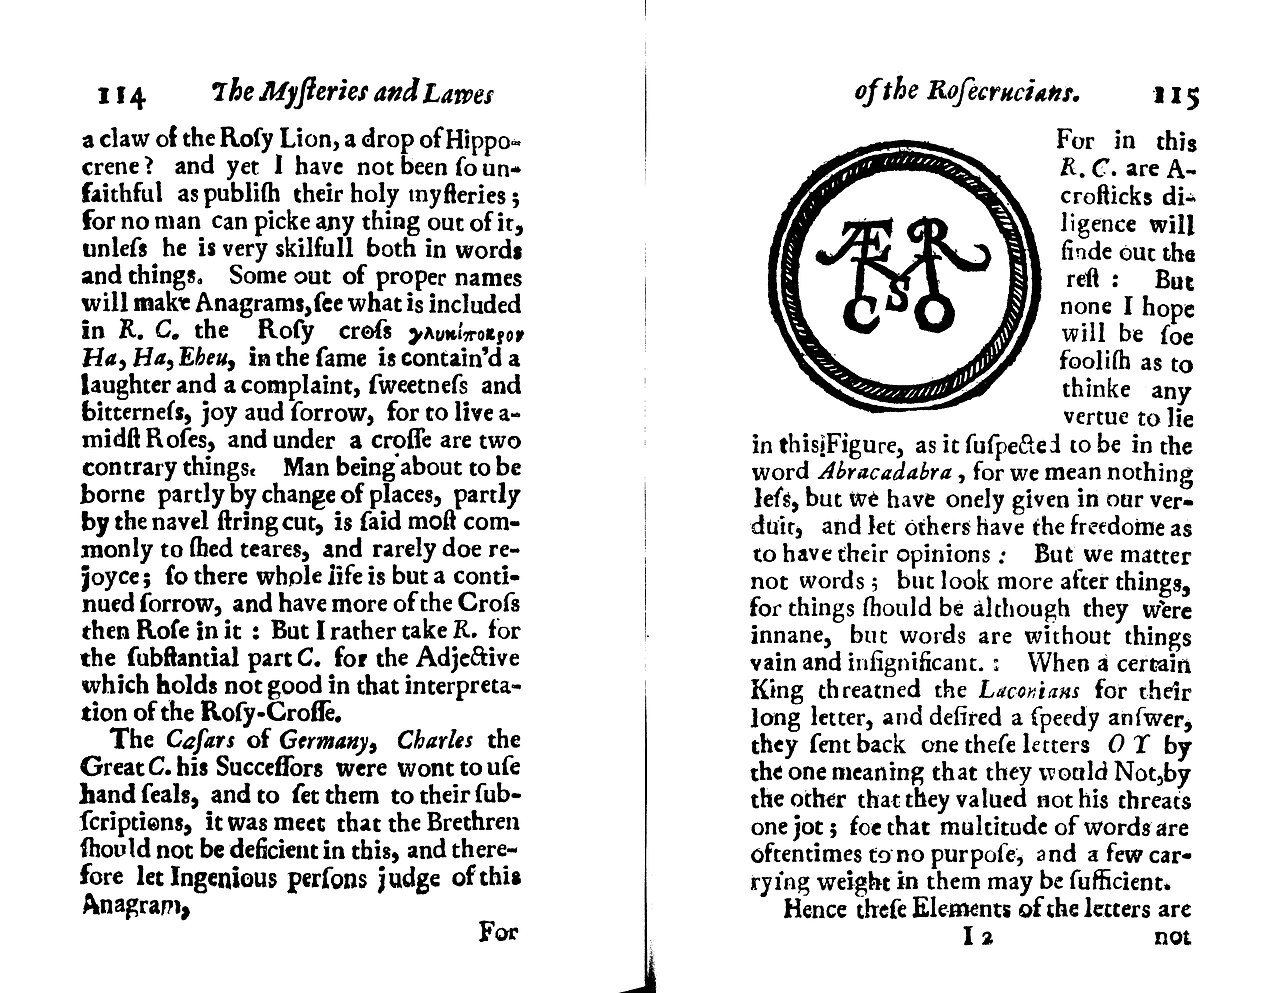 114 The Myſteries and Lawes
a claw of the Roſy Lion, a drop of Hippo-
crene? and yet I have not been ſo un-
faithful as publiſh their holy myſteries;
for no man can picke any thing out of it,
unleſs he is very skilfull both in words
and things. Some out of proper names
will make Anagrams, ſee what is included
in R. C. the Roſy croſs γλυκίπικρον
Ha, Ha, Eheu, in the ſame is contain'd a
laughter and a complaint, ſweetneſs and
bitterneſs, joy and ſorrow, for to live a-
midſt Roſes, and under a croſſe are two
contrary things. Man being about to be
borne partly by change of places, partly
by the navel ſtring cut, is ſaid moſt com-
monly to ſhed teares, and rarely doe re-
joyce; ſo there whole life is but a conti-
nued ſorrow, and have more of the Croſs
then Roſe in it : But I rather take R. for
the ſubſtantial part C. for the Adjective
which holds not good in that interpreta-
tion of the Roſy-Croſſe.
The Cæſars of Germany, Charles the
Great C. his Succeſſors were wont to uſe
hand ſeals, and to ſet them to their ſub-
ſcriptions, it was meet that the Brethren
ſhould not be deficient in this, and there-
fore let Ingenious perſons judge of this
Anagram,
For
of the Roſecrucians. 115
Æ R
C S O
For in this
R. C. are A-
croſticks di-
ligence will
finde out the
reſt : But
none I hope
will be ſoe
fooliſh as to
thinke any
vertue to lie
in this Figure, as it ſuſpected to be in the
word Abracadabra, for we mean nothing
leſs, but we have onely given in our ver-
duit, and let others have the freedome as
to have their opinions : But we matter
not words; but look more after things,
for things ſhould be although they were
innane, but words are without things
vain and inſignificant. : When a certain
King threatned the Laconians for their
long letter, and deſired a ſpeedy anſwer,
they ſent back one theſe letters O Υ by
the one meaning that they would Not, by
the other that they valued not his threats
one jot; foe that multitude of words are
oftentimes to no purpoſe, and a few car-
rying weight in them may be ſufficient.
Hence theſe Elements of the letters are
I 2 not